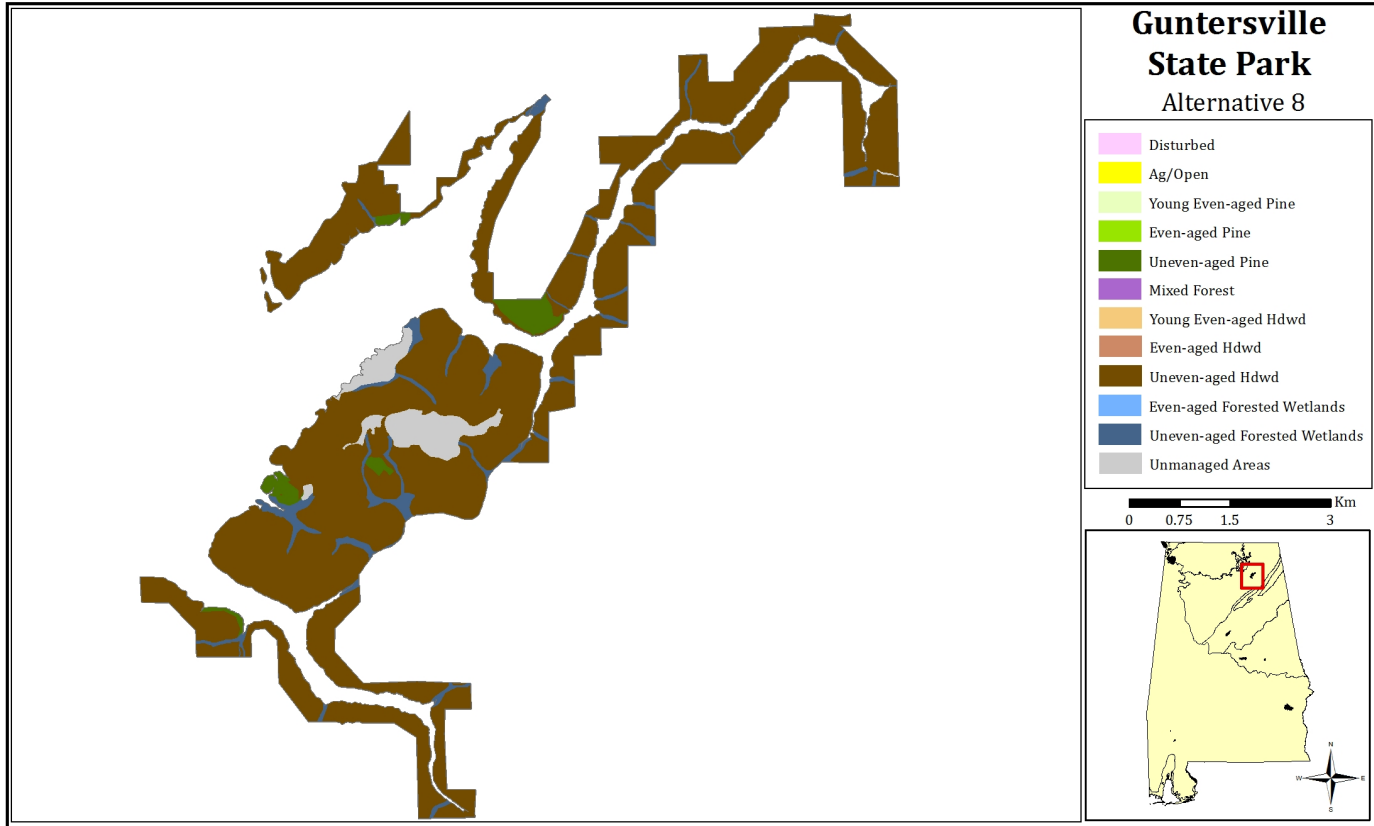 Guntersville
State Park
Alternative 8
Disturbed
Ag/Open
Young Even-aged Pine
Even-aged Pine
Uneven-aged Pine
Mixed Forest
Young Even-aged Hdwd
Even-aged Hdwd
Uneven-aged Hdwd
Even-aged Forested Wetlands
Uneven-aged Forested Wetlands
Unmanaged Areas
Km
0 0.75 1.5 3
N
W E
S